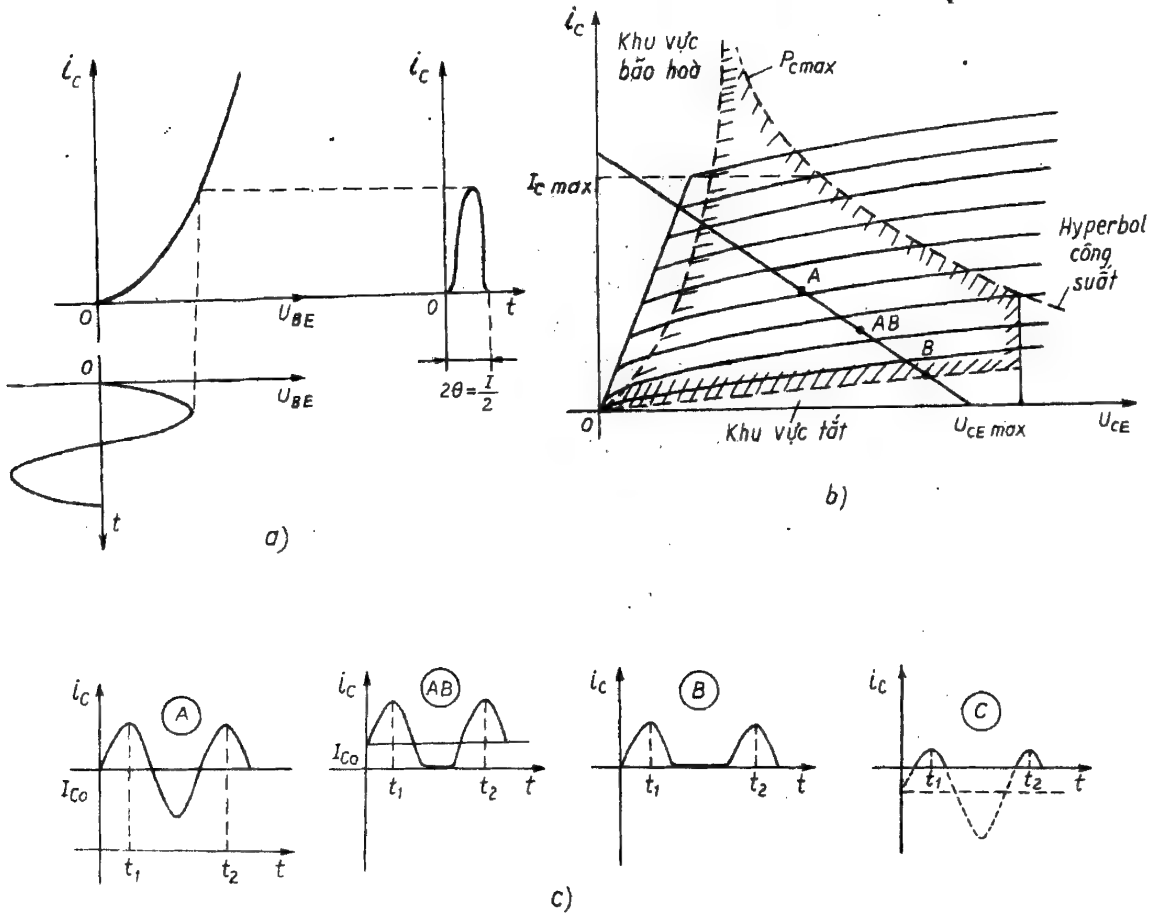 i_C
U_BE
0
i_C
0
t
2θ = I/2
0
U_BE
t
a)
i_C
Khu vực
bão hoà
P_cmax
I_c max
Hyperbol
công
suất
A
AB
B
0
Khu vực tắt
U_CE max
U_CE
b)
i_C
A
I_Co
t_1
t_2
t
i_C
AB
I_Co
t_1
t_2
t
i_C
B
t_1
t_2
t
i_C
C
t_1
t_2
t
c)